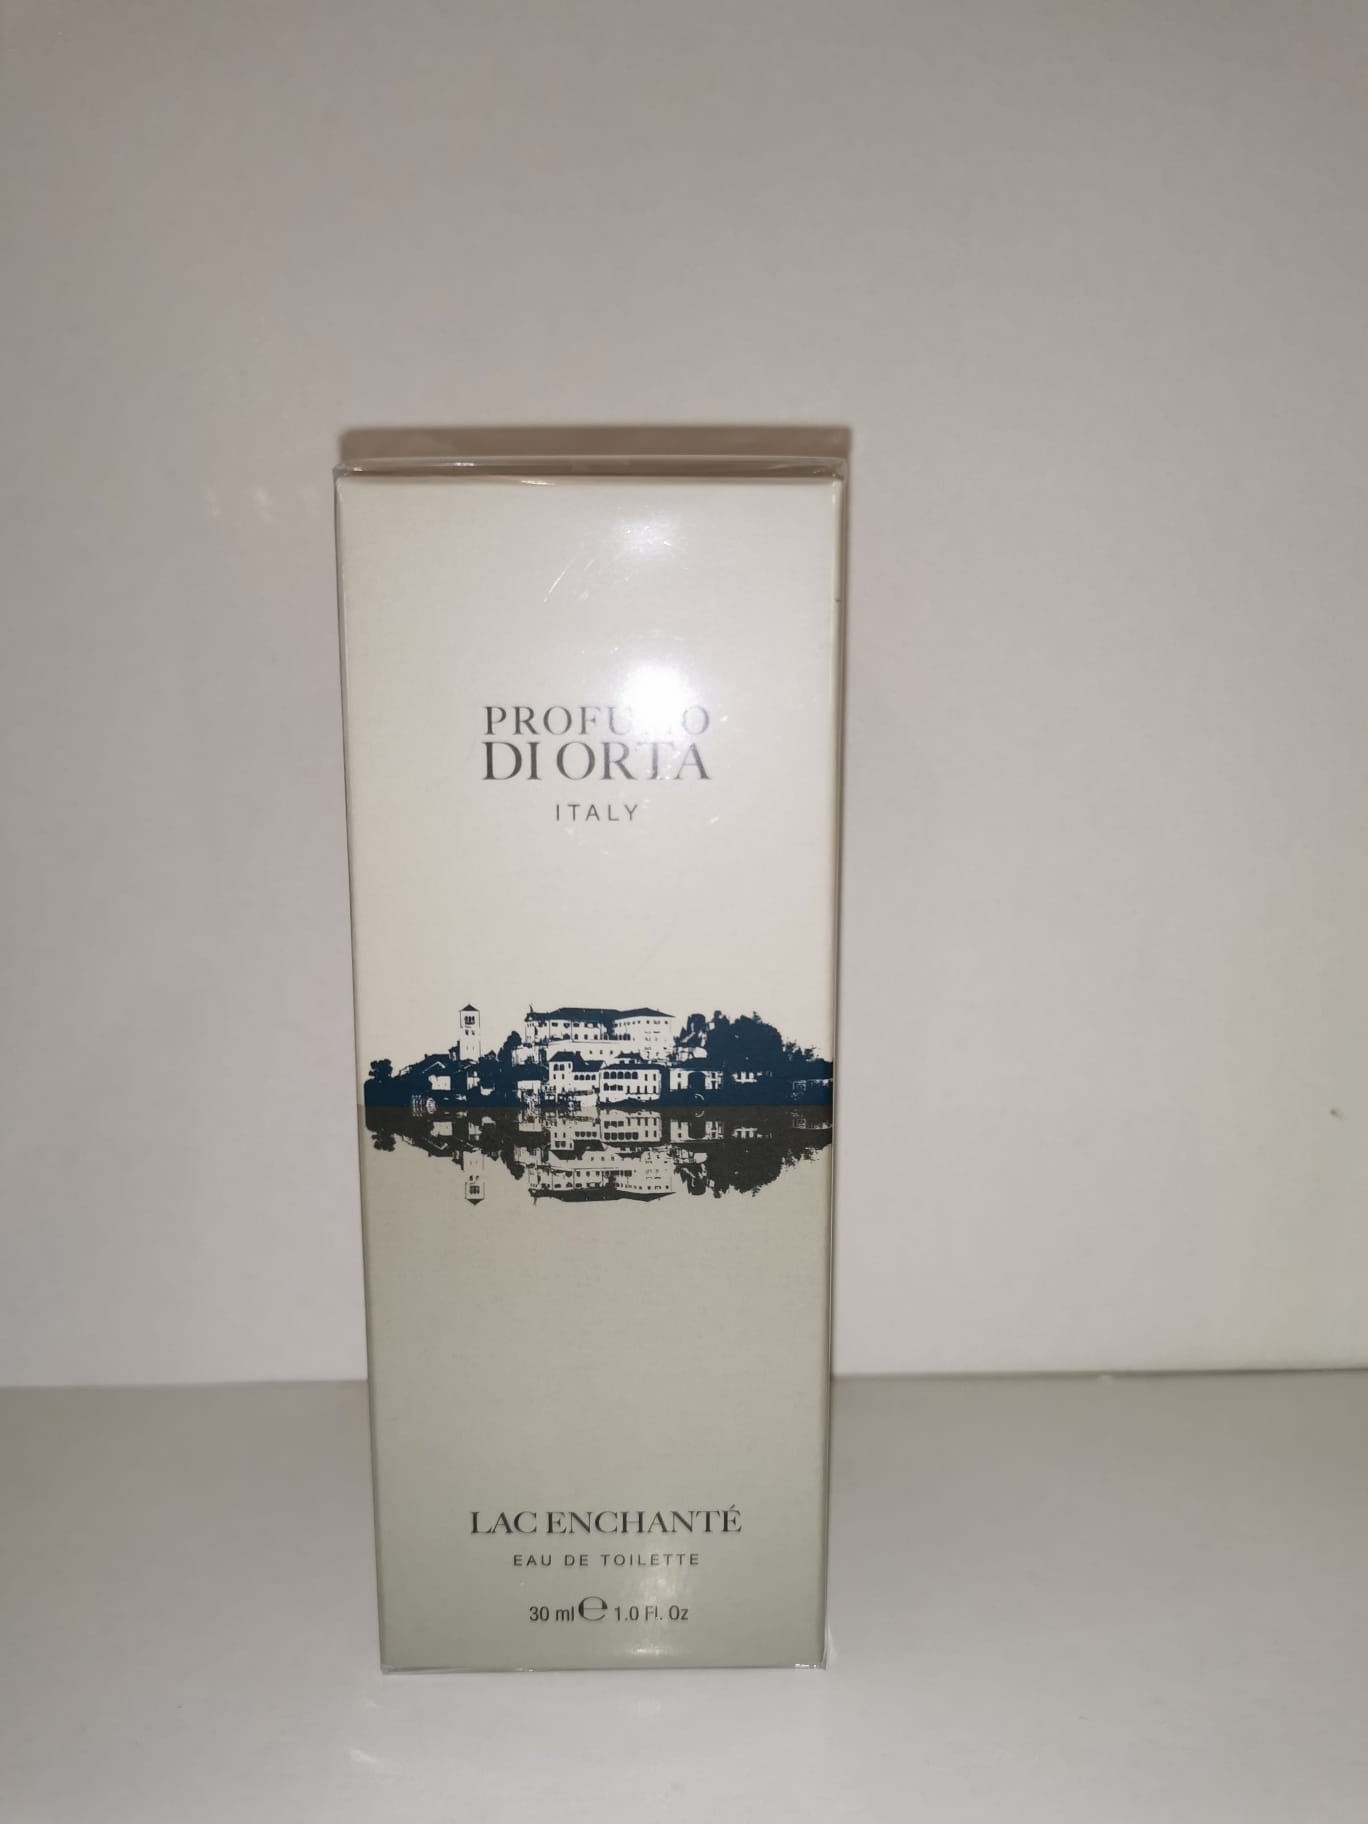 PROFUMO
DI ORTA
ITALY
LAC ENCHANTÉ
EAU DE TOILETTE
30 ml ℮ 1.0 Fl. Oz